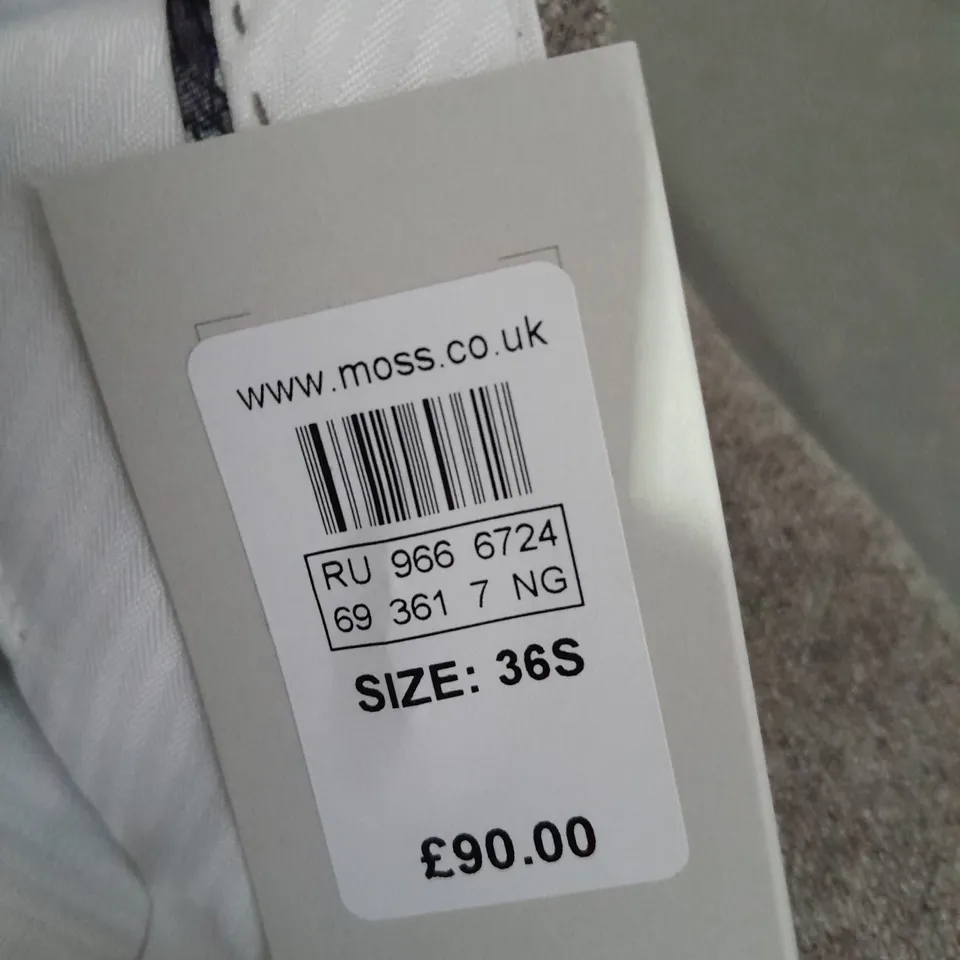 www.moss.co.uk
RU 966 6724
69 361 7 NG
SIZE: 36S
£90.00